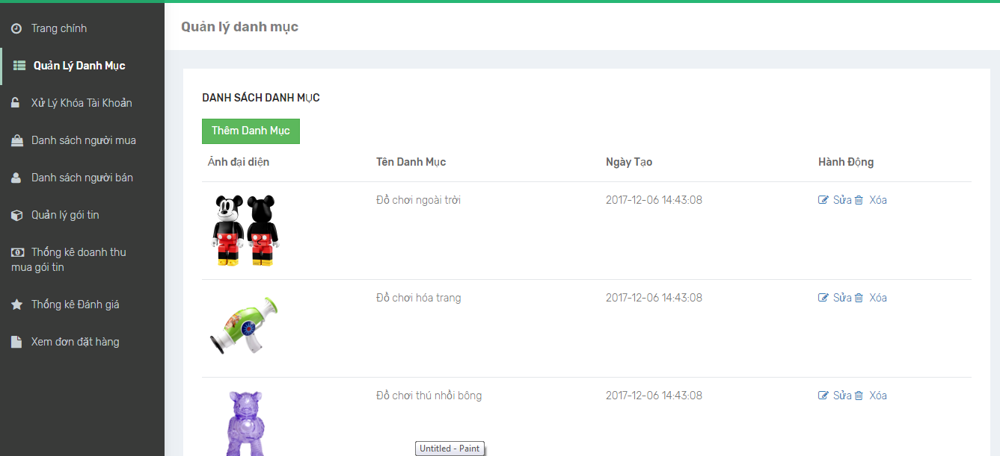 Trang chính
Quản Lý Danh Mục
Xử Lý Khóa Tài Khoản
Danh sách người mua
Danh sách người bán
Quản lý gói tin
Thống kê doanh thu
mua gói tin
Thống kê Đánh giá
Xem đơn đặt hàng
Quản lý danh mục
DANH SÁCH DANH MỤC
Thêm Danh Mục
Ảnh đại diện Tên Danh Mục Ngày Tạo Hành Động
Đồ chơi ngoài trời 2017-12-06 14:43:08 Sửa Xóa
Đồ chơi hóa trang 2017-12-06 14:43:08 Sửa Xóa
Đồ chơi thú nhồi bông 2017-12-06 14:43:08 Sửa Xóa
Untitled - Paint